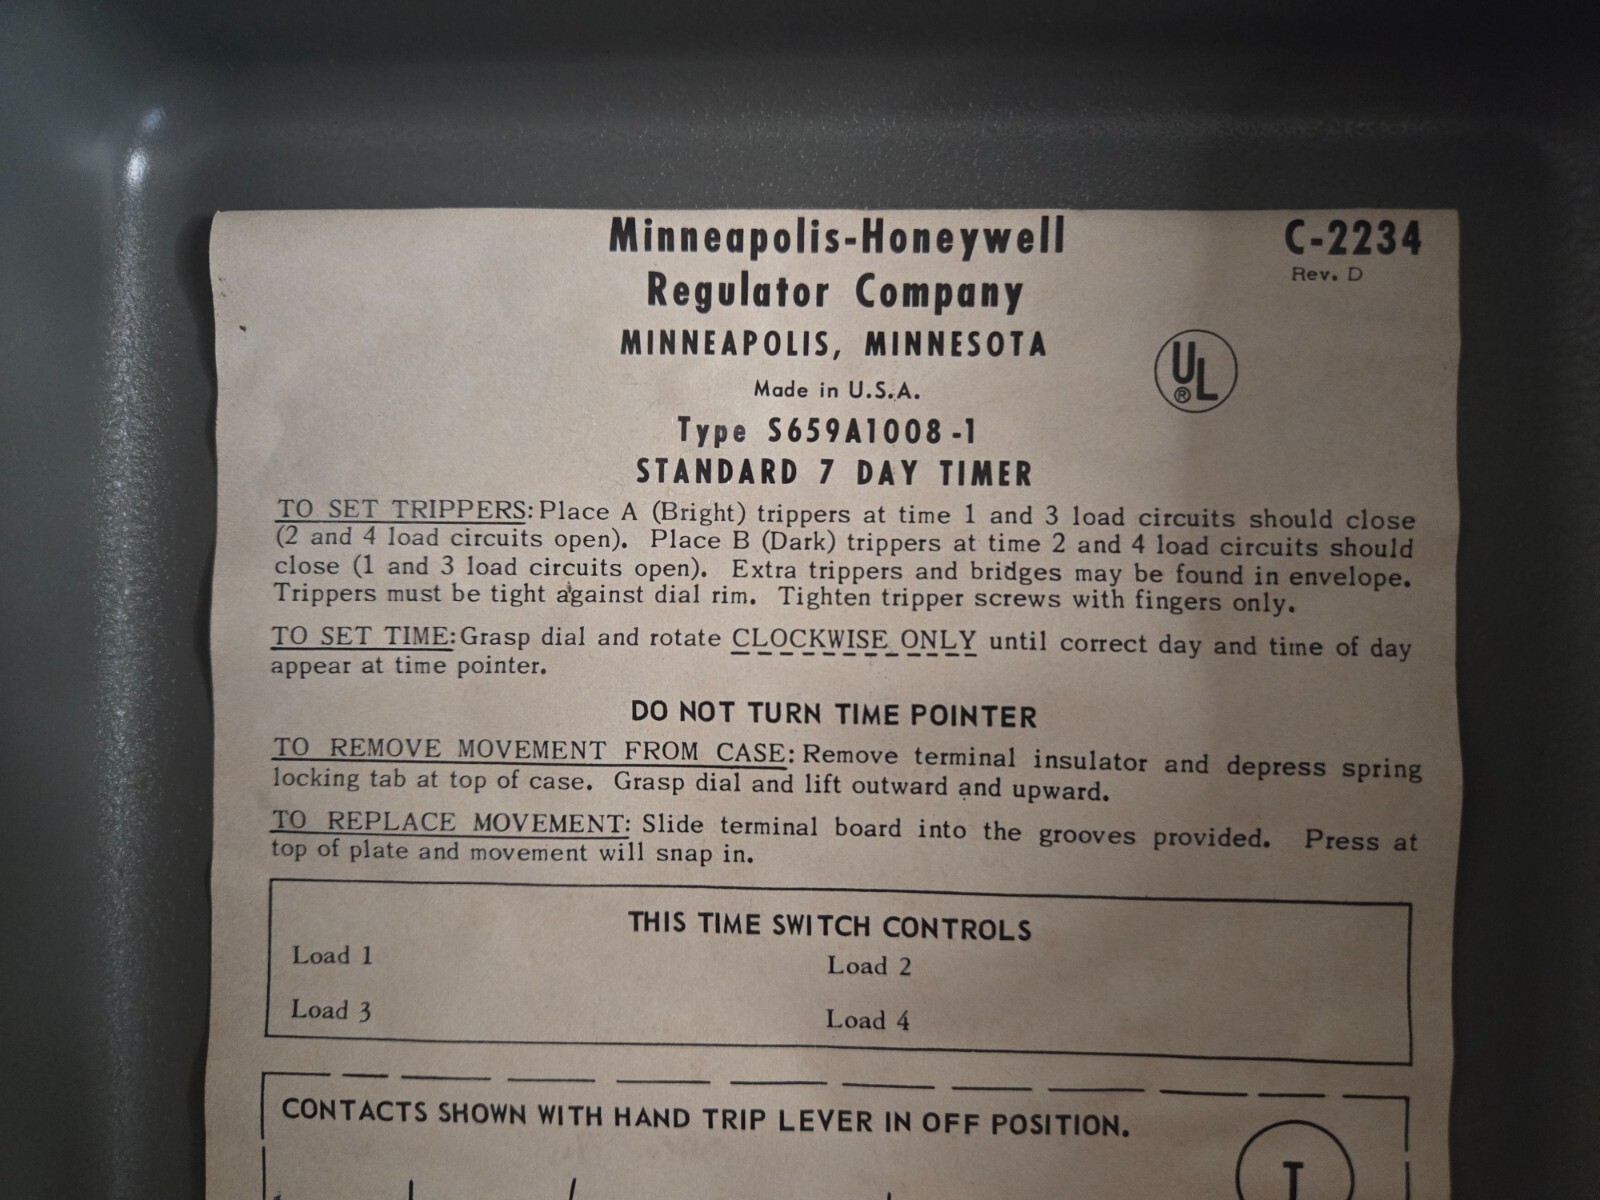 Minneapolis-Honeywell
Regulator Company
MINNEAPOLIS, MINNESOTA
Made in U.S.A.
Type S659A1008-1
STANDARD 7 DAY TIMER
C-2234
Rev. D
UL
®
TO SET TRIPPERS: Place A (Bright) trippers at time 1 and 3 load circuits should close
(2 and 4 load circuits open). Place B (Dark) trippers at time 2 and 4 load circuits should
close (1 and 3 load circuits open). Extra trippers and bridges may be found in envelope.
Trippers must be tight against dial rim. Tighten tripper screws with fingers only.
TO SET TIME: Grasp dial and rotate CLOCKWISE ONLY until correct day and time of day
appear at time pointer.
DO NOT TURN TIME POINTER
TO REMOVE MOVEMENT FROM CASE: Remove terminal insulator and depress spring
locking tab at top of case. Grasp dial and lift outward and upward.
TO REPLACE MOVEMENT: Slide terminal board into the grooves provided. Press at
top of plate and movement will snap in.
THIS TIME SWITCH CONTROLS
Load 1 Load 2
Load 3 Load 4
CONTACTS SHOWN WITH HAND TRIP LEVER IN OFF POSITION.
T